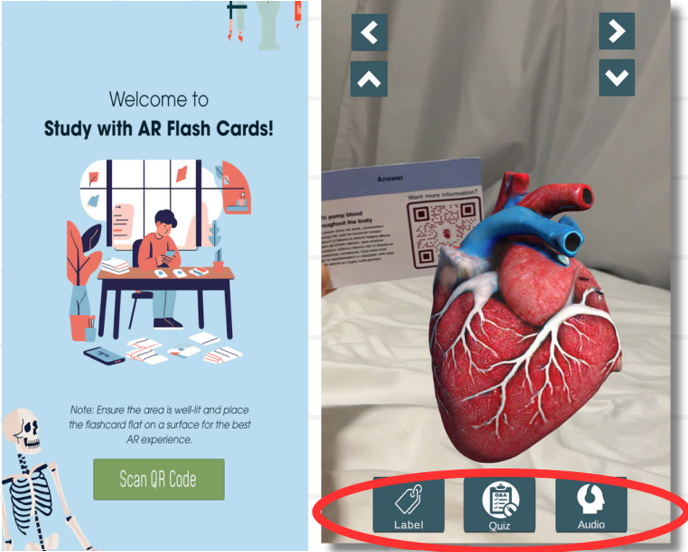 Welcome to
Study with AR Flash Cards!
Note: Ensure the area is well-lit and place
the flashcard flat on a surface for the best
AR experience.
Scan QR Code
Answer
Want more information?
To pump blood
throughout the body
Label
Q&A
Quiz
Audio